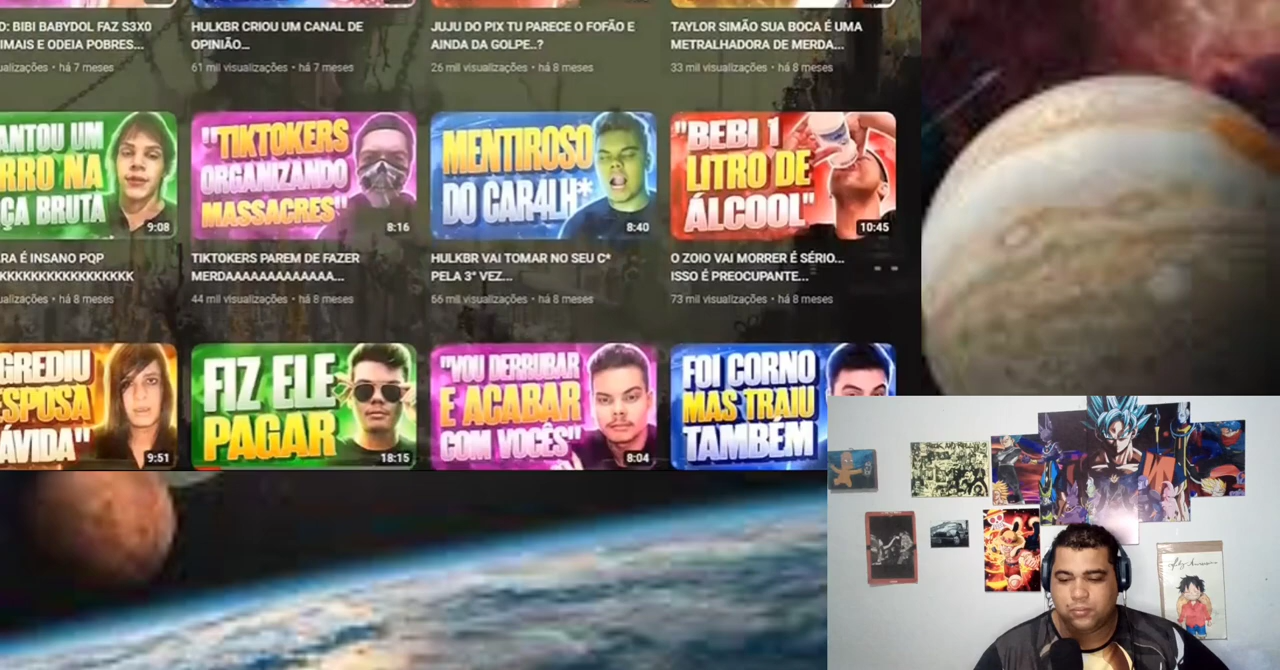 D: BIBI BABYDOL FAZ S3X0
IMAIS E ODEIA POBRES...
ualizações • há 7 meses
HULKBR CRIOU UM CANAL DE
OPINIÃO...
61 mil visualizações • há 7 meses
JUJU DO PIX TU PARECE O FOFÃO E
AINDA DA GOLPE..?
26 mil visualizações • há 8 meses
TAYLOR SIMÃO SUA BOCA É UMA
METRALHADORA DE MERDA...
33 mil visualizações • há 8 meses
ANTOU UM
RRO NA
ÇA BRUTA
9:08
"TIKTOKERS
ORGANIZANDO
MASSACRES"
8:16
MENTIROSO
DO CAR4LH*
8:40
"BEBI 1
LITRO DE
ÁLCOOL"
10:45
RA É INSANO PQP
KKKKKKKKKKKKKKKKKKK
ualizações • há 8 meses
TIKTOKERS PAREM DE FAZER
MERDAAAAAAAAAAAAA...
44 mil visualizações • há 8 meses
HULKBR VAI TOMAR NO SEU C*
PELA 3° VEZ...
66 mil visualizações • há 8 meses
O ZOIO VAI MORRER É SÉRIO...
ISSO É PREOCUPANTE...
73 mil visualizações • há 8 meses
GREDIU
ESPOSA
ÁVIDA"
9:51
FIZ ELE
PAGAR
18:15
"VOU DERRUBAR
E ACABAR
COM VOCÊS"
8:04
FOI CORNO
MAS TRAIU
TAMBÉM